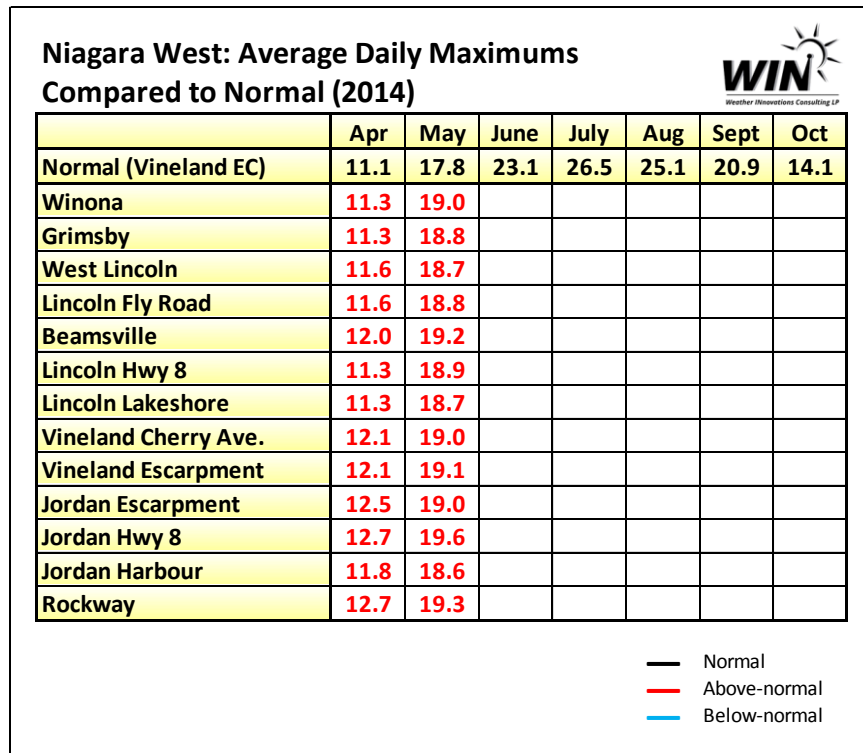 Niagara West: Average Daily Maximums
Compared to Normal (2014)
WIN
Weather INnovations Consulting LP
Apr May June July Aug Sept Oct
Normal (Vineland EC) 11.1 17.8 23.1 26.5 25.1 20.9 14.1
Winona 11.3 19.0
Grimsby 11.3 18.8
West Lincoln 11.6 18.7
Lincoln Fly Road 11.6 18.8
Beamsville 12.0 19.2
Lincoln Hwy 8 11.3 18.9
Lincoln Lakeshore 11.3 18.7
Vineland Cherry Ave. 12.1 19.0
Vineland Escarpment 12.1 19.1
Jordan Escarpment 12.5 19.0
Jordan Hwy 8 12.7 19.6
Jordan Harbour 11.8 18.6
Rockway 12.7 19.3
Normal
Above-normal
Below-normal